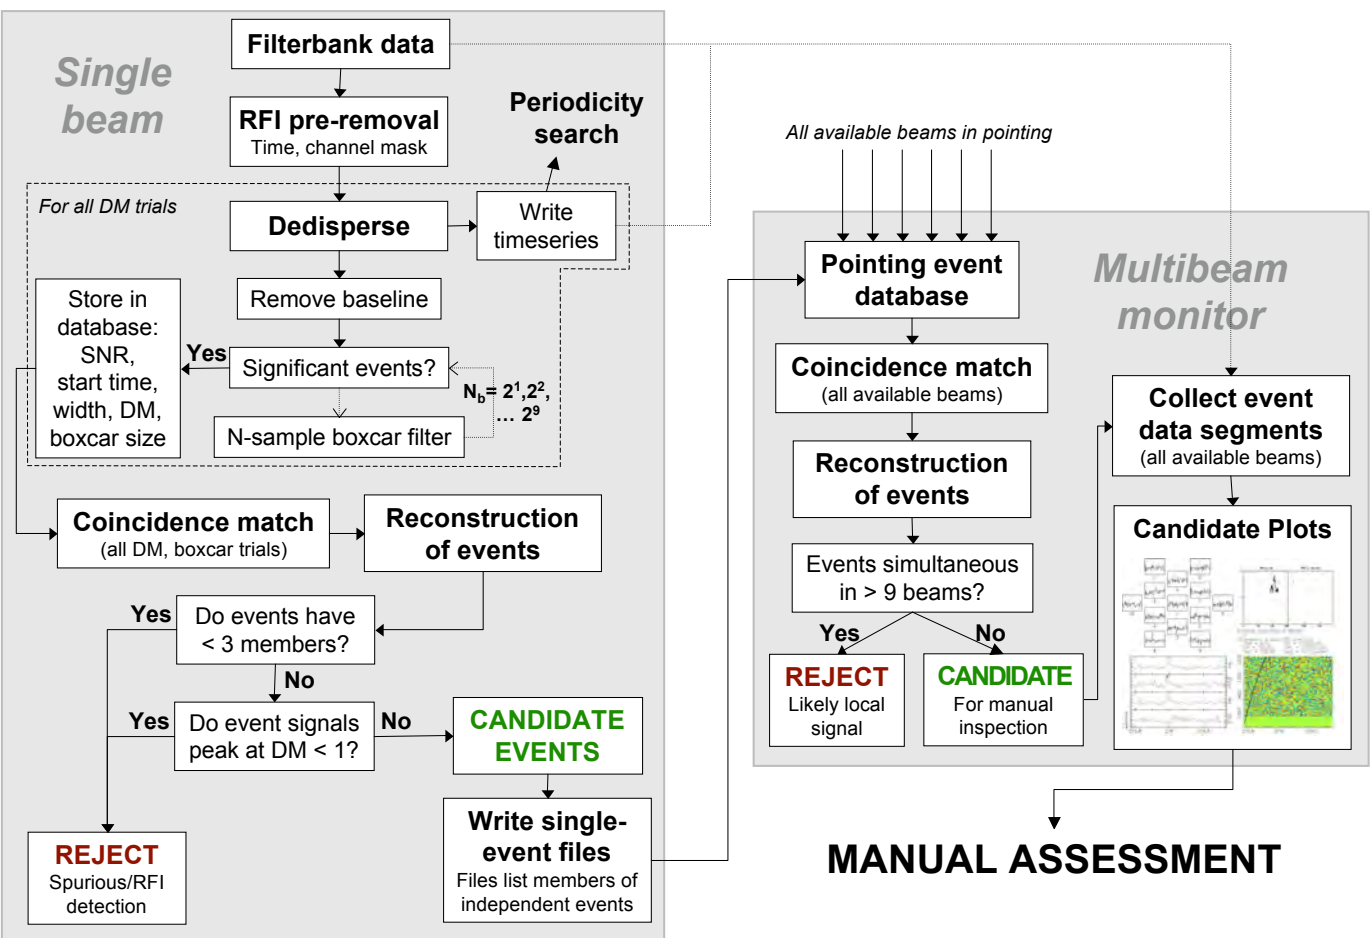 Single
beam
Filterbank data
RFI pre-removal
Time, channel mask
Periodicity
search
For all DM trials
Dedisperse
Write
timeseries
Remove baseline
Store in
database:
SNR,
start time,
width, DM,
boxcar size
Yes
Significant events?
N_b= 2^1,2^2,
… 2^9
N-sample boxcar filter
Coincidence match
(all DM, boxcar trials)
Reconstruction
of events
Yes
Do events have
< 3 members?
No
Yes
Do event signals
peak at DM < 1?
No
CANDIDATE
EVENTS
REJECT
Spurious/RFI
detection
Write single-
event files
Files list members of
independent events
All available beams in pointing
Multibeam
monitor
Pointing event
database
Coincidence match
(all available beams)
Reconstruction
of events
Events simultaneous
in > 9 beams?
Yes
No
REJECT
Likely local
signal
CANDIDATE
For manual
inspection
Collect event
data segments
(all available beams)
Candidate Plots
MANUAL ASSESSMENT